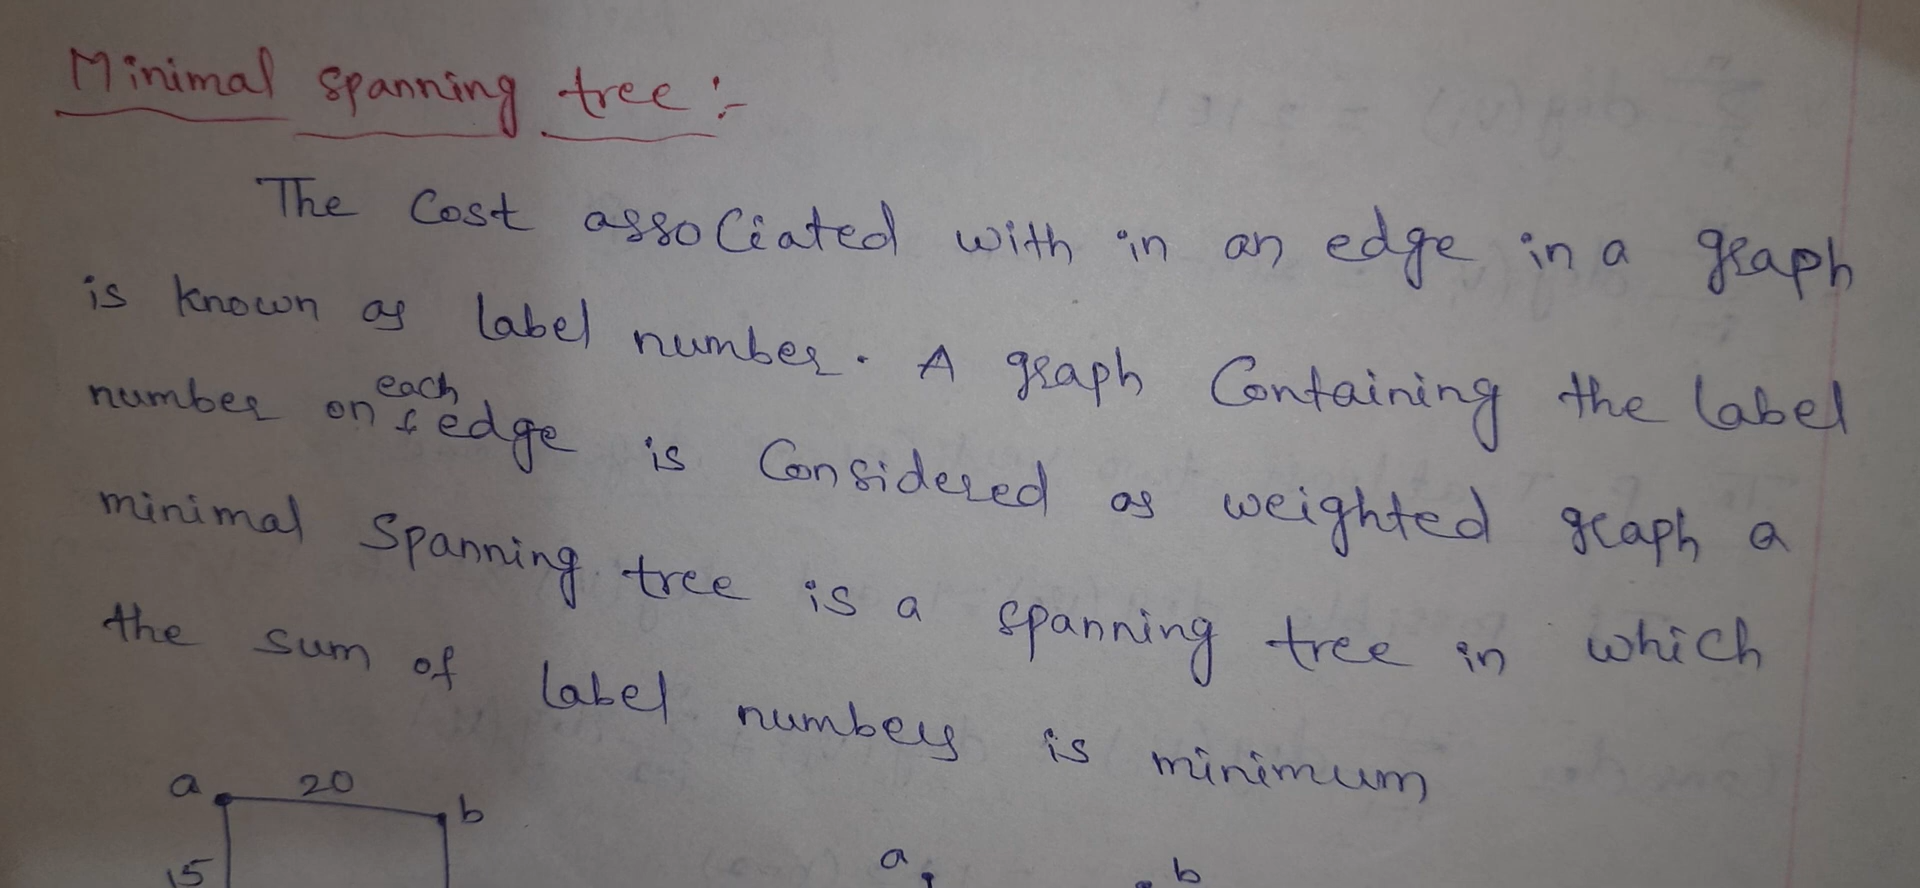 Minimal spanning tree :-
The Cost associated with in an edge in a graph
is known as label number. A graph Containing the label
number on each edge is Considered as weighted graph a
minimal Spanning tree is a spanning tree in which
the sum of label numbers is minimum
a 20 b
15
a b